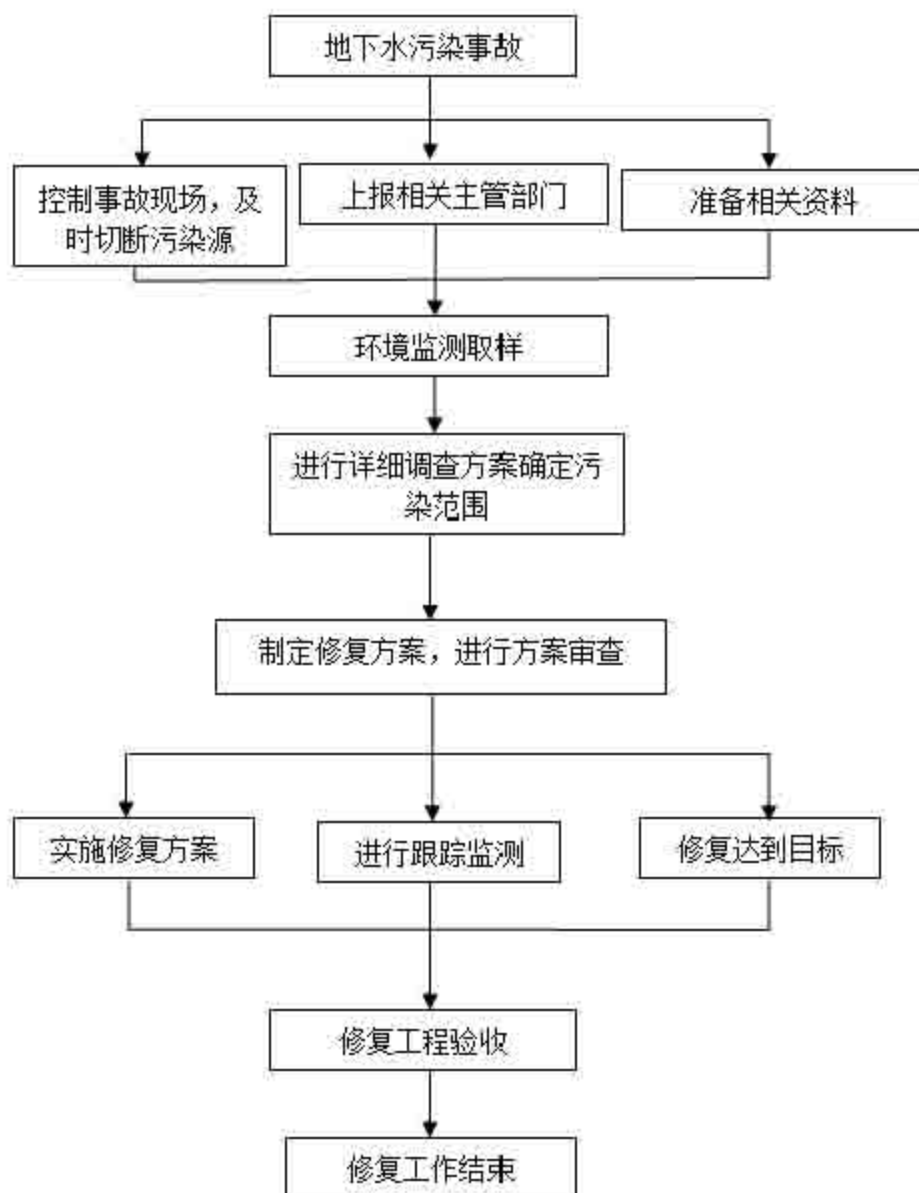 地下水污染事故
控制事故现场，及
时切断污染源
上报相关主管部门
准备相关资料
环境监测取样
进行详细调查方案确定污
染范围
制定修复方案，进行方案审查
实施修复方案
进行跟踪监测
修复达到目标
修复工程验收
修复工作结束